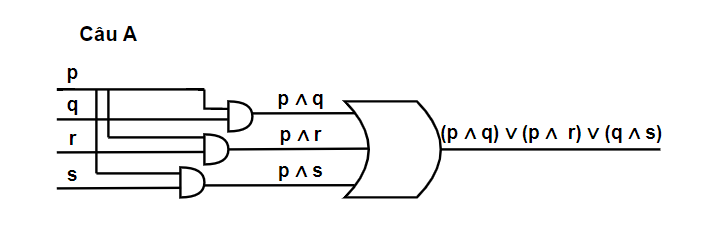 Câu A
p
q
r
s
p ∧ q
p ∧ r
p ∧ s
(p ∧ q) ∨ (p ∧ r) ∨ (q ∧ s)